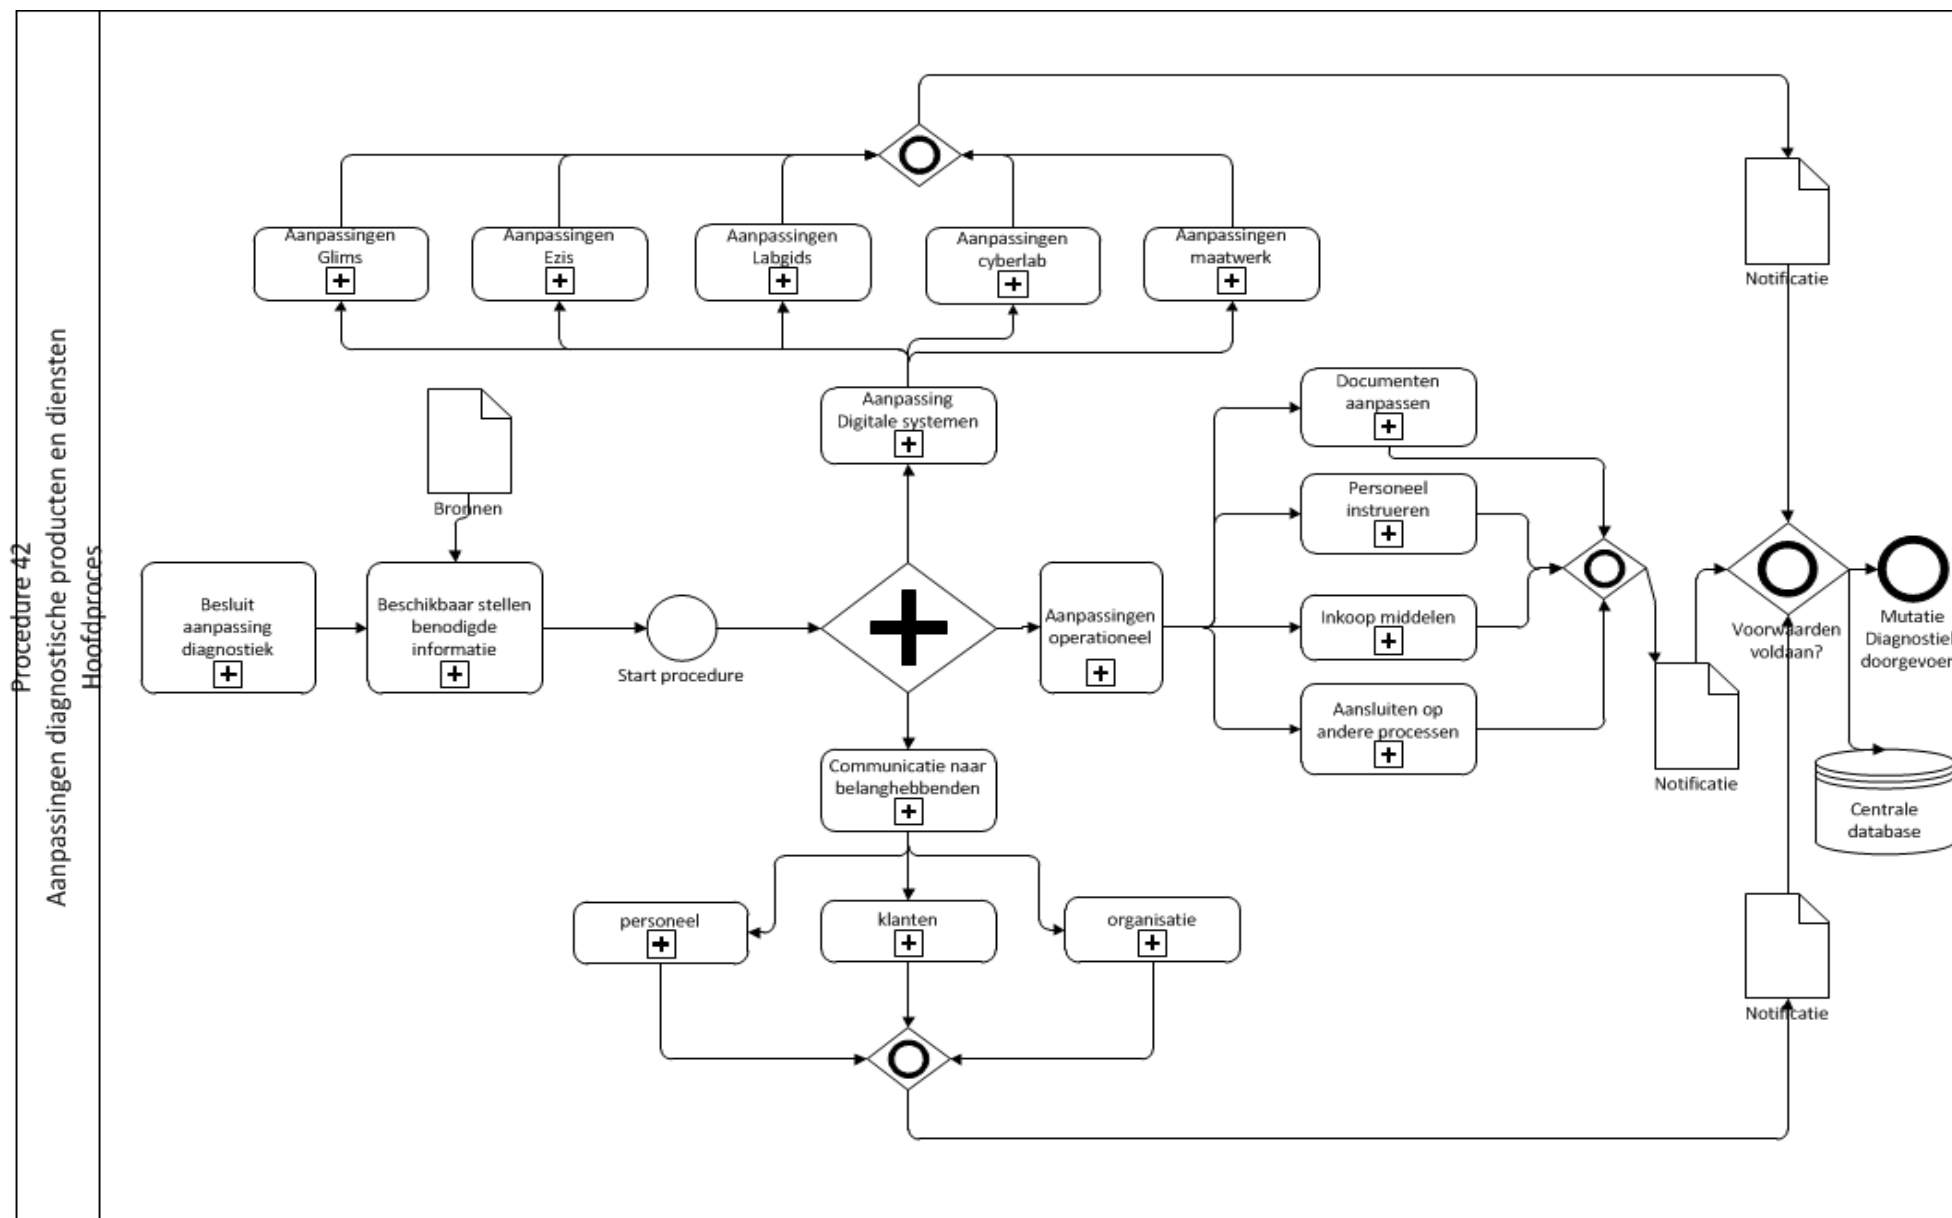 Procedure 42
Aanpassingen diagnostische producten en diensten
Hoofdproces
Aanpassingen
Glims
Aanpassingen
Ezis
Aanpassingen
Labgids
Aanpassingen
cyberlab
Aanpassingen
maatwerk
Notificatie
Bronnen
Aanpassing
Digitale systemen
Documenten
aanpassen
Personeel
instrueren
Besluit
aanpassing
diagnostiek
Beschikbaar stellen
benodigde
informatie
Start procedure
Aanpassingen
operationeel
Inkoop middelen
Aansluiten op
andere processen
Notificatie
Voorwaarden
voldaan?
Mutatie
Diagnostiel
doorgevoer
Centrale
database
Communicatie naar
belanghebbenden
personeel
klanten
organisatie
Notificatie